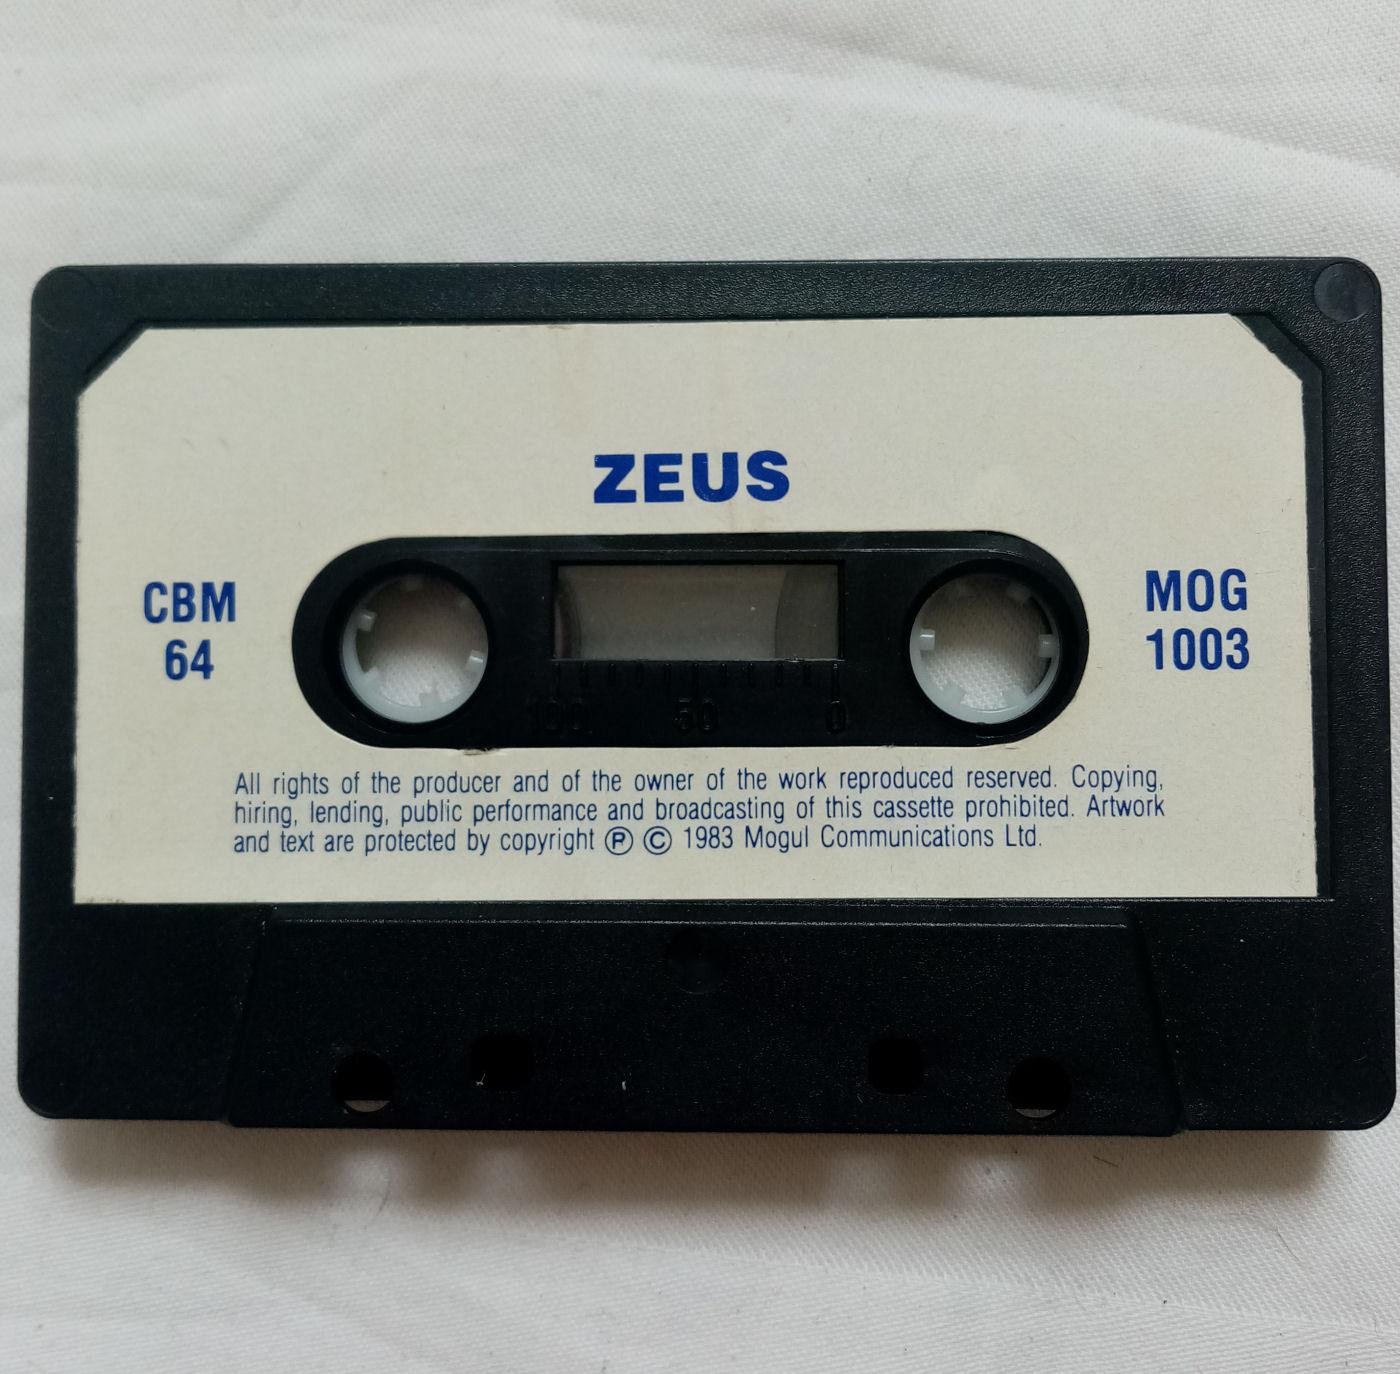 ZEUS
CBM
64
MOG
1003
100 50 0
All rights of the producer and of the owner of the work reproduced reserved. Copying,
hiring, lending, public performance and broadcasting of this cassette prohibited. Artwork
and text are protected by copyright Ⓟ © 1983 Mogul Communications Ltd.